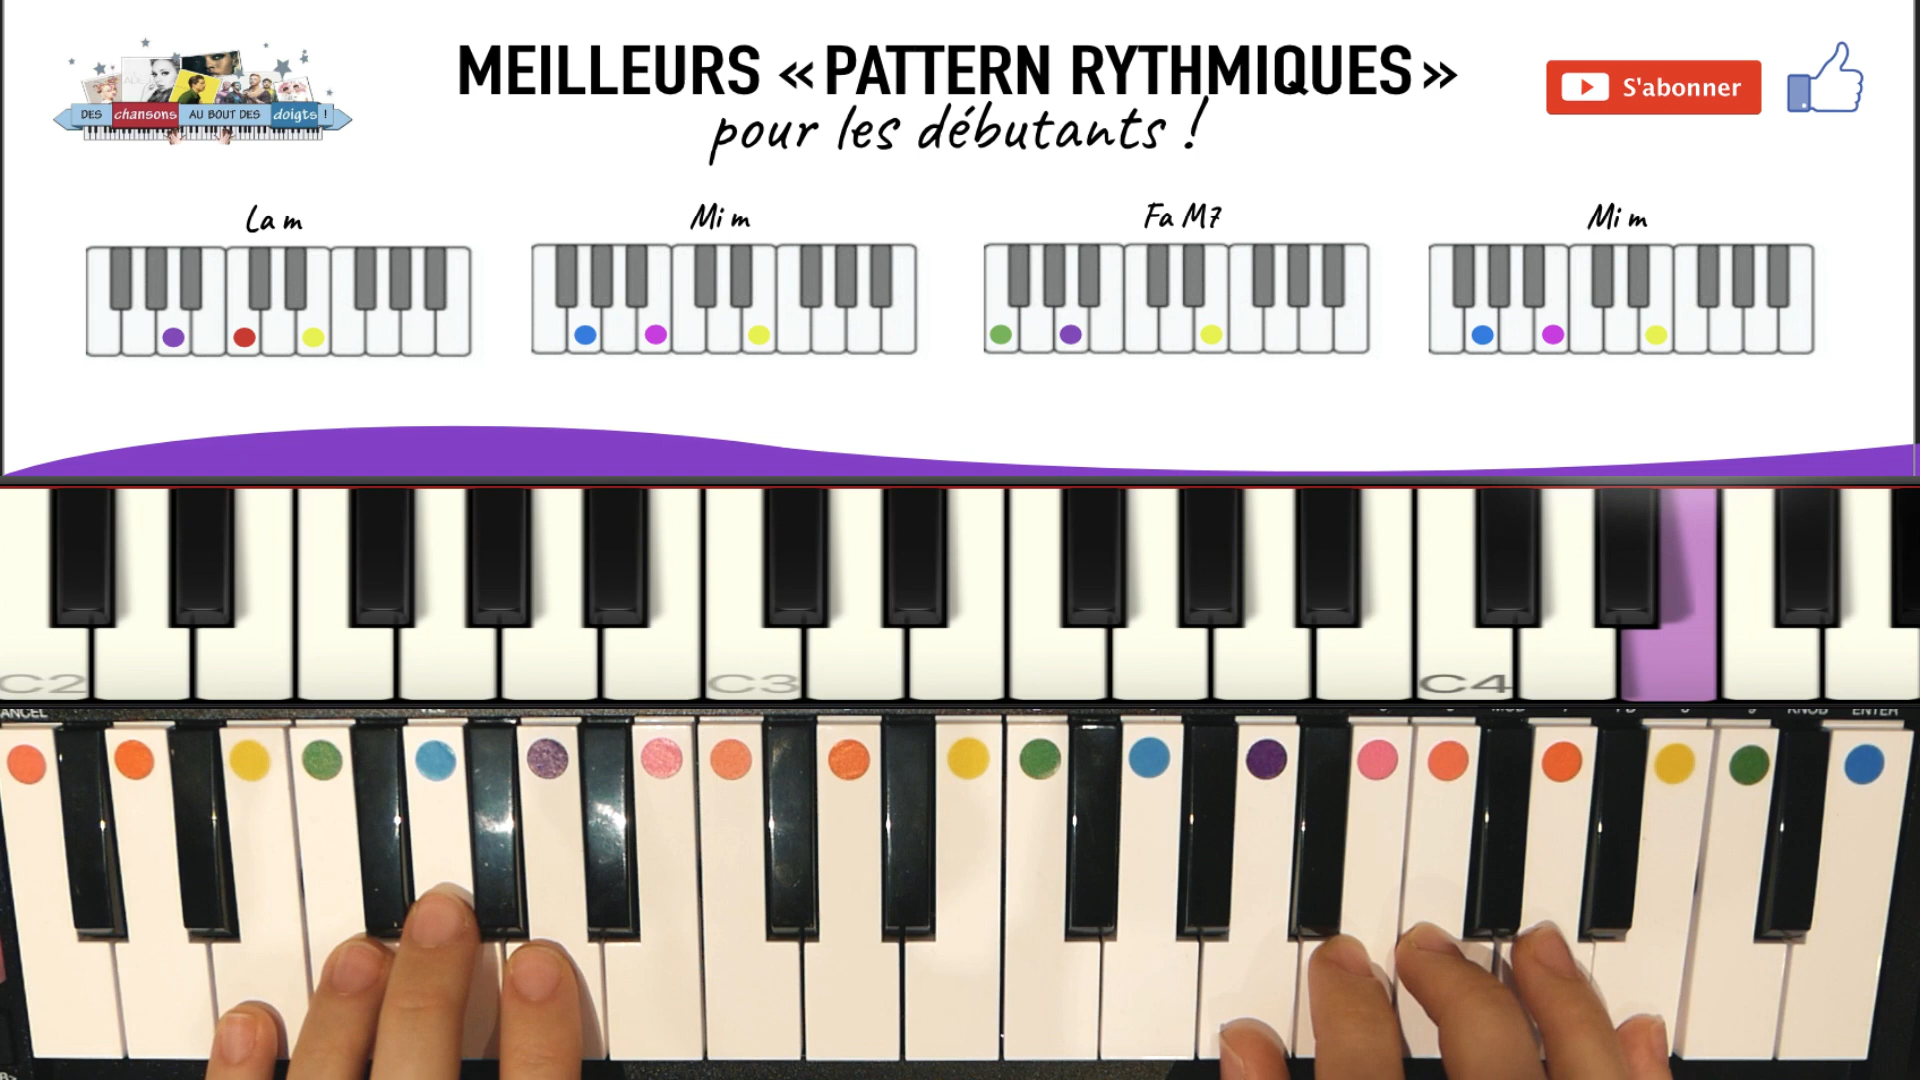 MEILLEURS « PATTERN RYTHMIQUES »
pour les débutants !
DES chansons AU BOUT DES doigts !
S'abonner
La m
Mi m
Fa M7
Mi m
C2
C3
C4
ANCEL
KNOB
ENTER